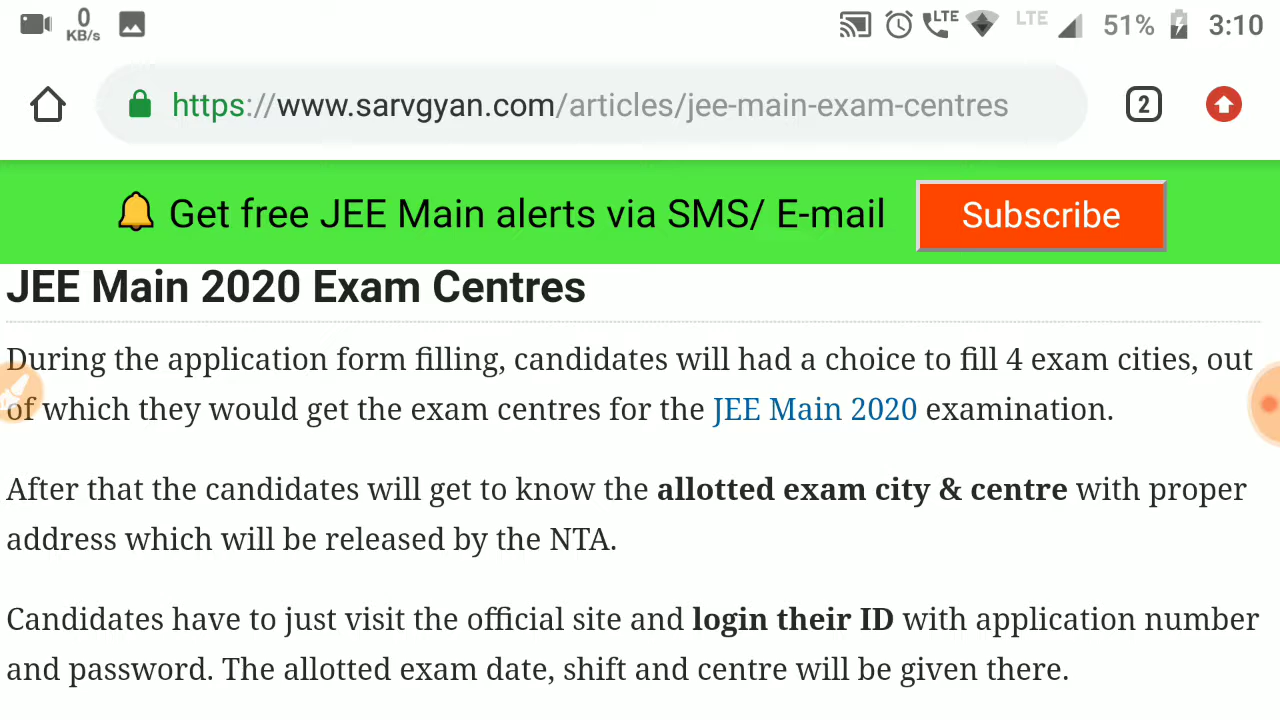 0
KB/s
LTE
LTE
51%
3:10
https://www.sarvgyan.com/articles/jee-main-exam-centres
2
Get free JEE Main alerts via SMS/ E-mail
Subscribe
JEE Main 2020 Exam Centres
During the application form filling, candidates will had a choice to fill 4 exam cities, out
of which they would get the exam centres for the JEE Main 2020 examination.
After that the candidates will get to know the allotted exam city & centre with proper
address which will be released by the NTA.
Candidates have to just visit the official site and login their ID with application number
and password. The allotted exam date, shift and centre will be given there.